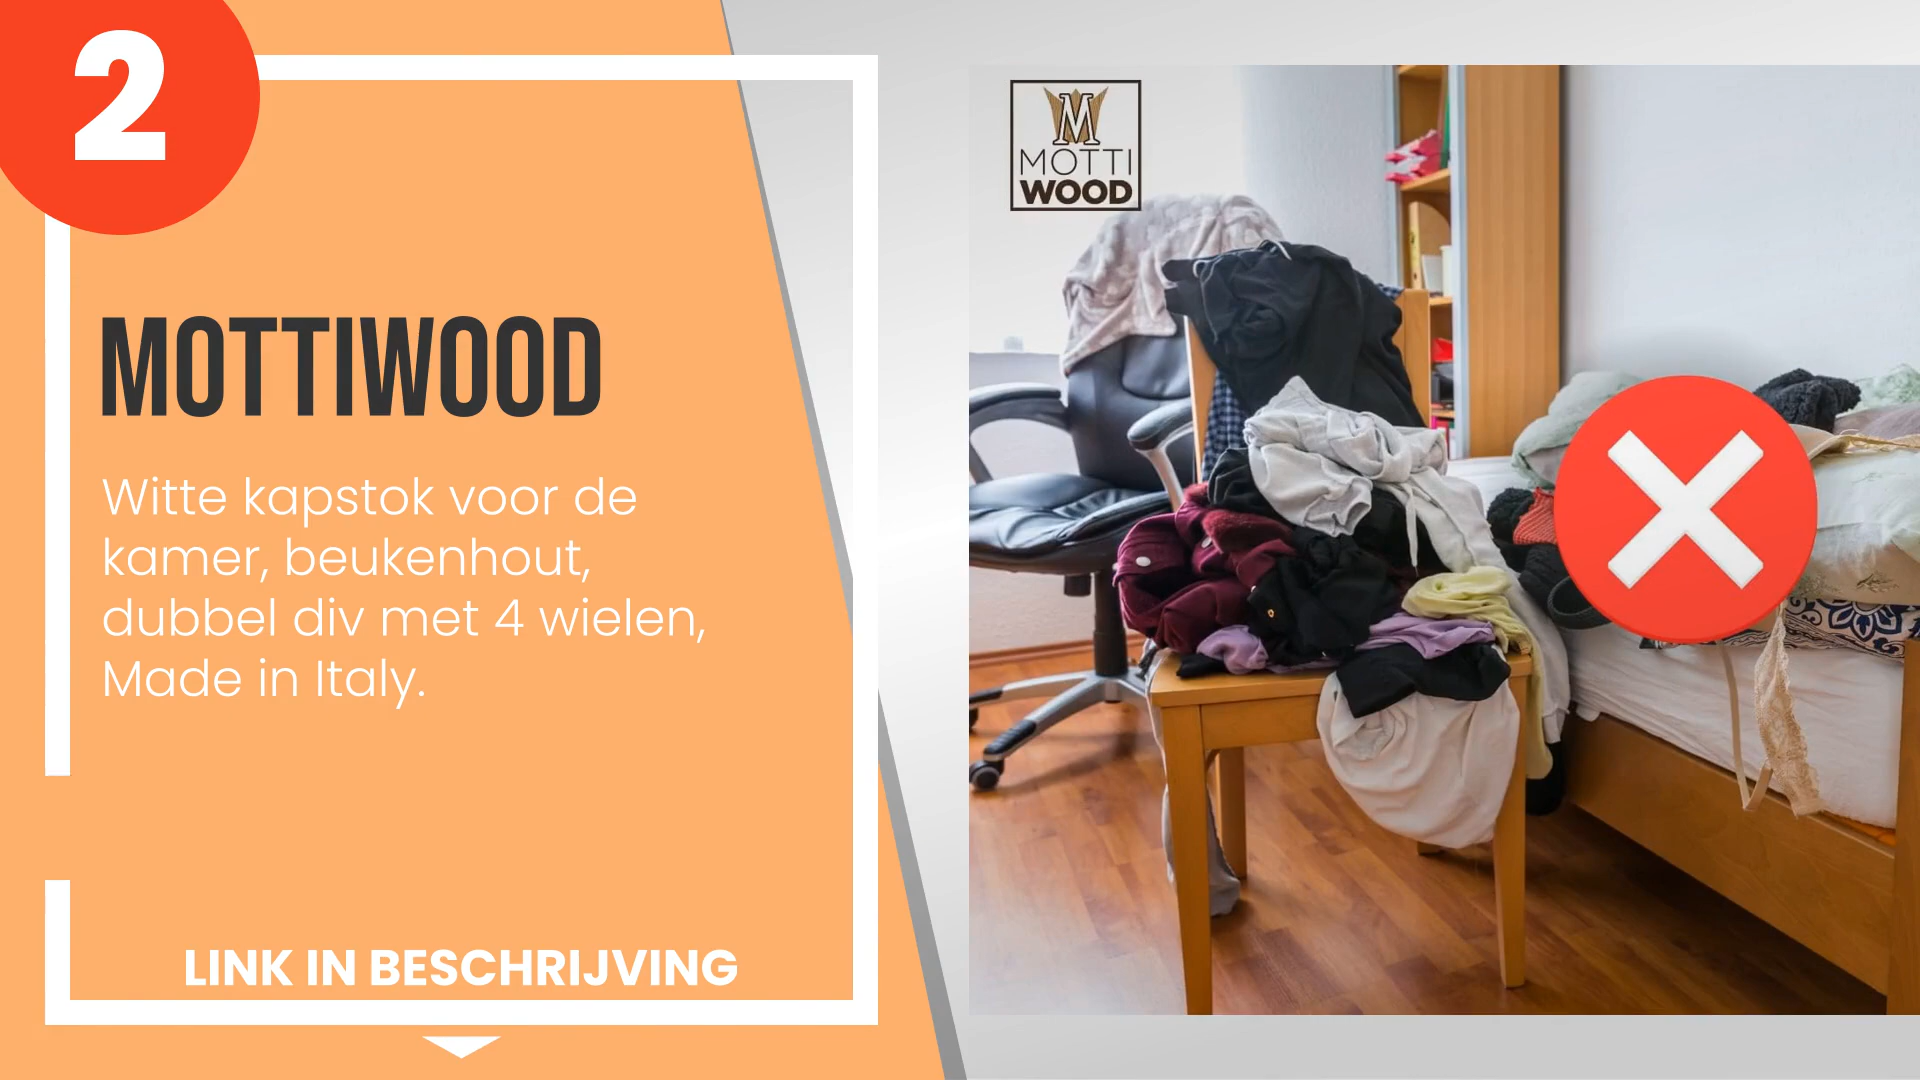 2
MOTTIWOOD
Witte kapstok voor de
kamer, beukenhout,
dubbel div met 4 wielen,
Made in Italy.
LINK IN BESCHRIJVING
M
MOTTI
WOOD